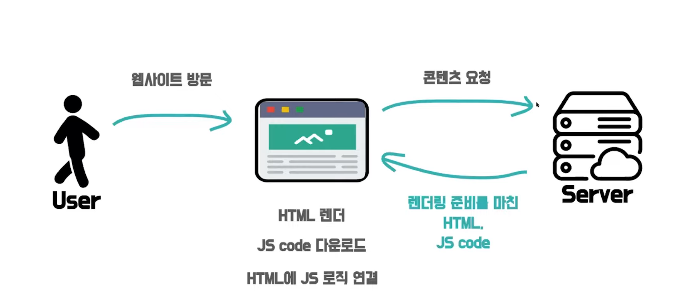 웹사이트 방문
콘텐츠 요청
User
Server
렌더링 준비를 마친
HTML,
JS code
HTML 렌더
JS code 다운로드
HTML에 JS 로직 연결